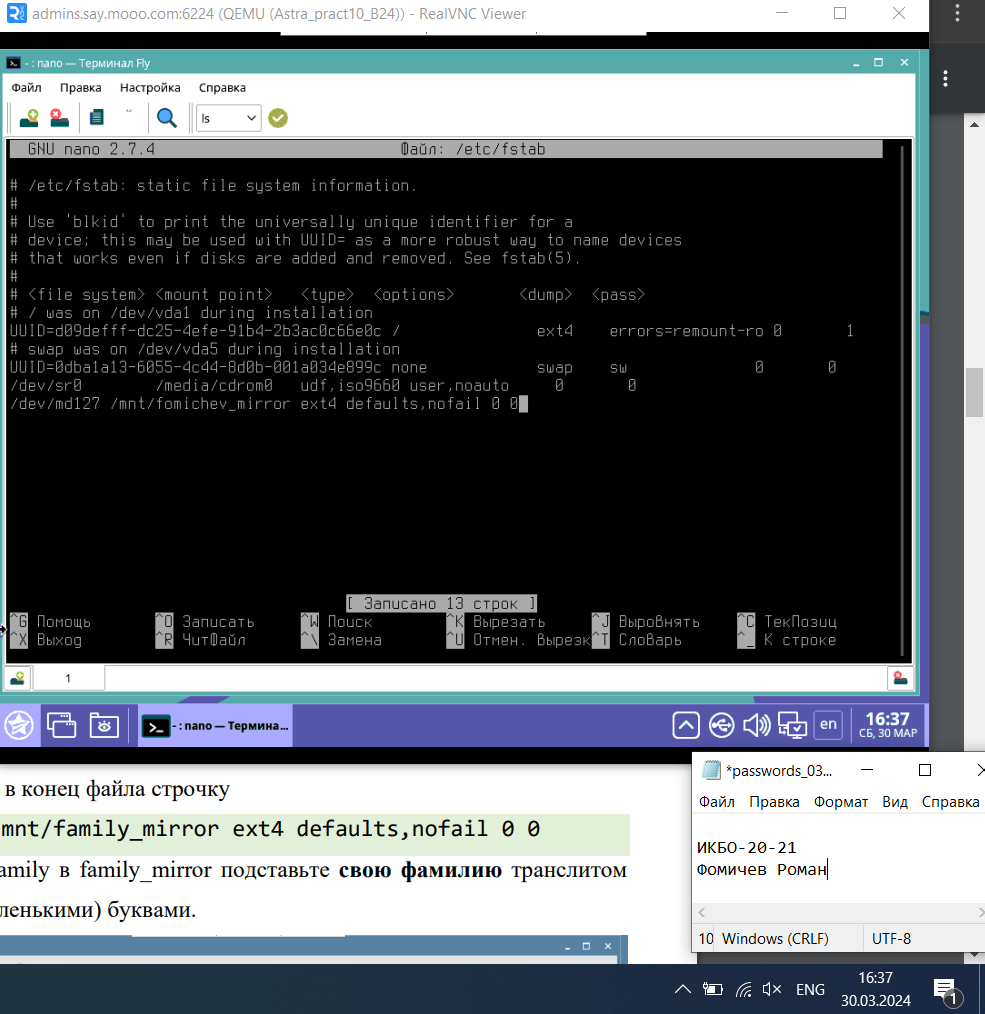 admins.say.mooo.com:6224 (QEMU (Astra_pract10_B24)) - RealVNC Viewer
- : nano — Терминал Fly
Файл Правка Настройка Справка
ls
GNU nano 2.7.4 Файл: /etc/fstab
# /etc/fstab: static file system information.
#
# Use 'blkid' to print the universally unique identifier for a
# device; this may be used with UUID= as a more robust way to name devices
# that works even if disks are added and removed. See fstab(5).
#
# <file system> <mount point> <type> <options> <dump> <pass>
# / was on /dev/vda1 during installation
UUID=d09defff-dc25-4efe-91b4-2b3ac0c66e0c / ext4 errors=remount-ro 0 1
# swap was on /dev/vda5 during installation
UUID=0dba1a13-6055-4c44-8d0b-001a034e899c none swap sw 0 0
/dev/sr0 /media/cdrom0 udf,iso9660 user,noauto 0 0
/dev/md127 /mnt/fomichev_mirror ext4 defaults,nofail 0 0
[ Записано 13 строк ]
^G Помощь ^O Записать ^W Поиск ^K Вырезать ^J Выровнять ^C ТекПозиц
^X Выход ^R ЧитФайл ^\ Замена ^U Отмен. Вырезк ^T Словарь ^_ К строке
1
- : nano — Термина...
en
16:37
СБ, 30 МАР
в конец файла строчку
mnt/family_mirror ext4 defaults,nofail 0 0
amily в family_mirror подставьте свою фамилию транслитом
леньkими) буквами.
*passwords_03...
Файл Правка Формат Вид Справка
ИКБО-20-21
Фомичев Роман
10 Windows (CRLF) UTF-8
ENG
16:37
30.03.2024
1